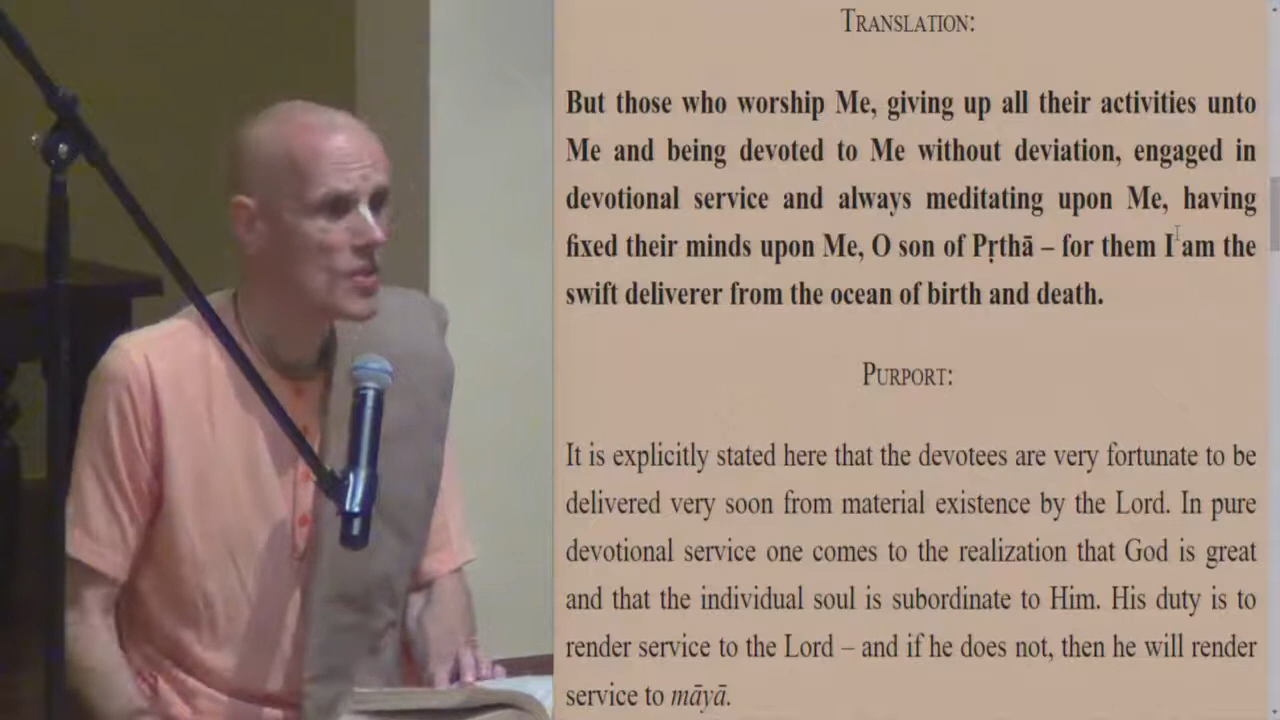 TRANSLATION:
But those who worship Me, giving up all their activities unto
Me and being devoted to Me without deviation, engaged in
devotional service and always meditating upon Me, having
fixed their minds upon Me, O son of Pṛthā – for them I am the
swift deliverer from the ocean of birth and death.
PURPORT:
It is explicitly stated here that the devotees are very fortunate to be
delivered very soon from material existence by the Lord. In pure
devotional service one comes to the realization that God is great
and that the individual soul is subordinate to Him. His duty is to
render service to the Lord – and if he does not, then he will render
service to māyā.